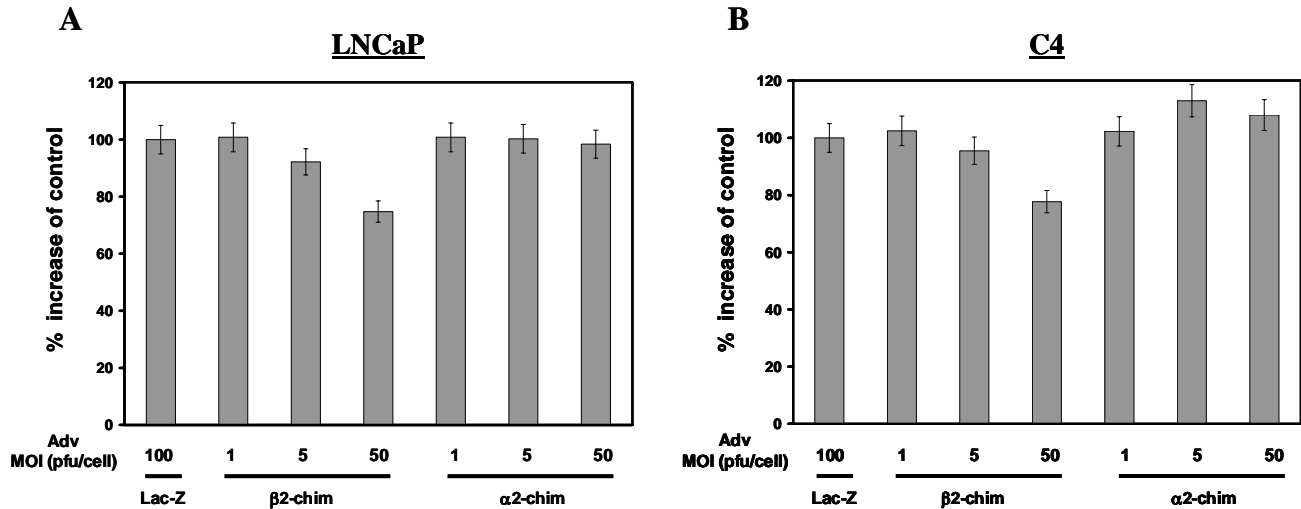 A
LNCaP
% increase of control
120
100
80
60
40
20
0
Adv
MOI (pfu/cell)
100 1 5 50 1 5 50
Lac-Z β2-chim α2-chim
B
C4
% increase of control
120
100
80
60
40
20
0
Adv
MOI (pfu/cell)
100 1 5 50 1 5 50
Lac-Z β2-chim α2-chim